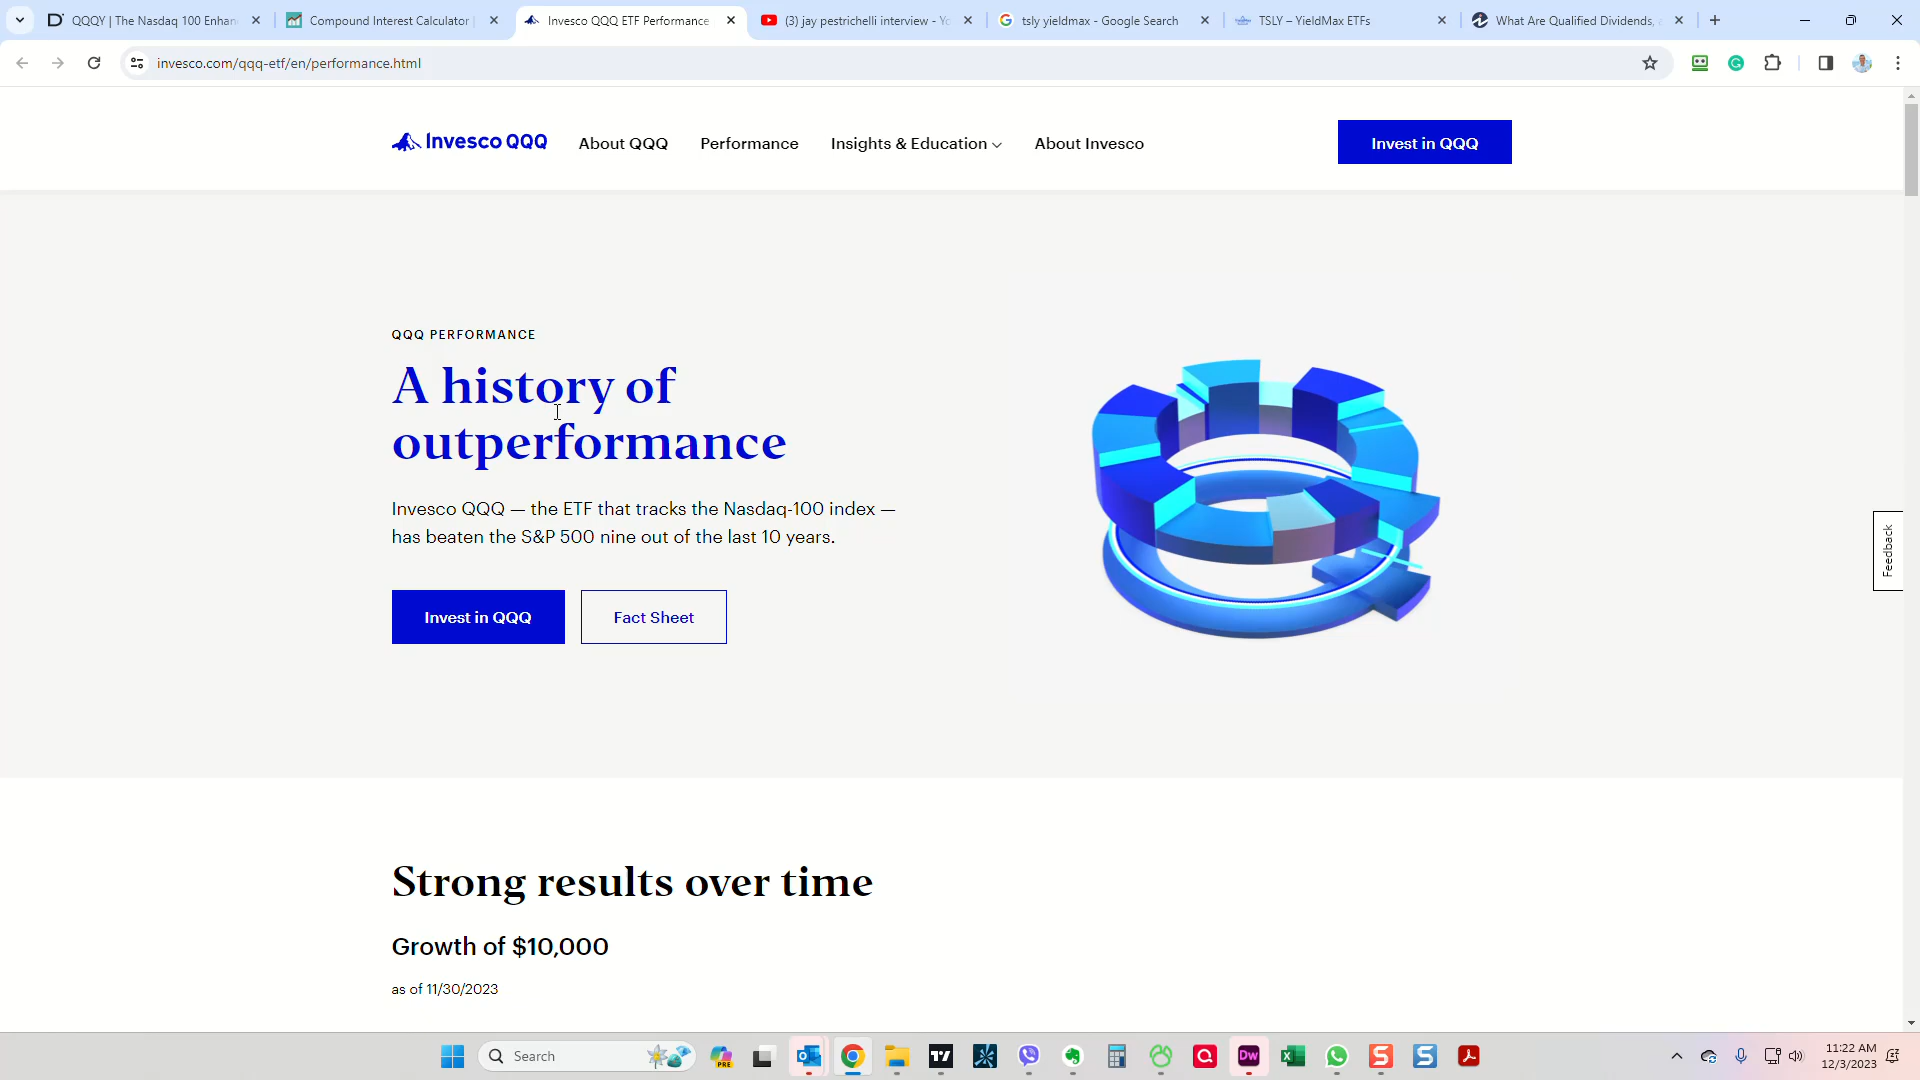 QQQY | The Nasdaq 100 Enhan
Compound Interest Calculator
Invesco QQQ ETF Performance
(3) jay pestrichelli interview - Yo
tsly yieldmax - Google Search
TSLY – YieldMax ETFs
What Are Qualified Dividends,
invesco.com/qqq-etf/en/performance.html
Invesco QQQ
About QQQ
Performance
Insights & Education
About Invesco
Invest in QQQ
QQQ PERFORMANCE
A history of
outperformance
Invesco QQQ — the ETF that tracks the Nasdaq-100 index —
has beaten the S&P 500 nine out of the last 10 years.
Invest in QQQ
Fact Sheet
Feedback
Strong results over time
Growth of $10,000
as of 11/30/2023
Search
PRE
Dw
11:22 AM
12/3/2023